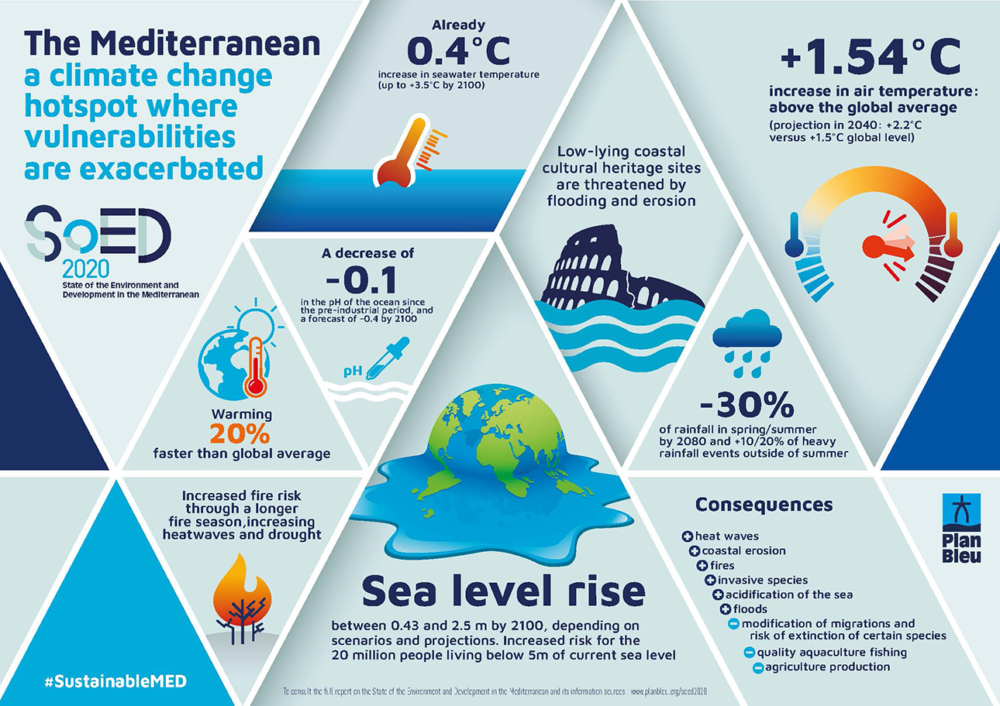 The Mediterranean
a climate change
hotspot where
vulnerabilities
are exacerbated
SoED
2020
State of the Environment and
Development in the Mediterranean
Already
0.4°C
increase in seawater temperature
(up to +3.5°C by 2100)
Low-lying coastal
cultural heritage sites
are threatened by
flooding and erosion
+1.54°C
increase in air temperature:
above the global average
(projection in 2040: +2.2°C
versus +1.5°C global level)
A decrease of
-0.1
in the pH of the ocean since
the pre-industrial period, and
a forecast of -0.4 by 2100
pH
Warming
20%
faster than global average
-30%
of rainfall in spring/summer
by 2080 and +10/20% of heavy
rainfall events outside of summer
Increased fire risk
through a longer
fire season,increasing
heatwaves and drought
Sea level rise
between 0.43 and 2.5 m by 2100, depending on
scenarios and projections. Increased risk for the
20 million people living below 5m of current sea level
Consequences
+ heat waves
+ coastal erosion
+ fires
+ invasive species
+ acidification of the sea
+ floods
- modification of migrations and
risk of extinction of certain species
- quality aquaculture fishing
- agriculture production
Plan
Bleu
#SustainableMED
To consult the full report on the State of the Environment and Development in the Mediterranean and its information sources : www.planbleu.org/soed2020